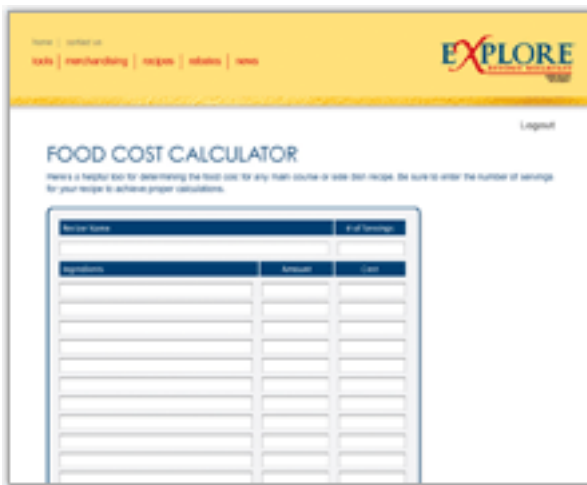 home | contact us
tools | merchandising | recipes | rebates | news
EXPLORE
Logout
FOOD COST CALCULATOR
Here's a helpful tool for determining the food cost for any main course or side dish recipe. Be sure to enter the number of servings
for your recipe to achieve proper calculations.
Recipe Name # of Servings
Ingredients Amount Cost